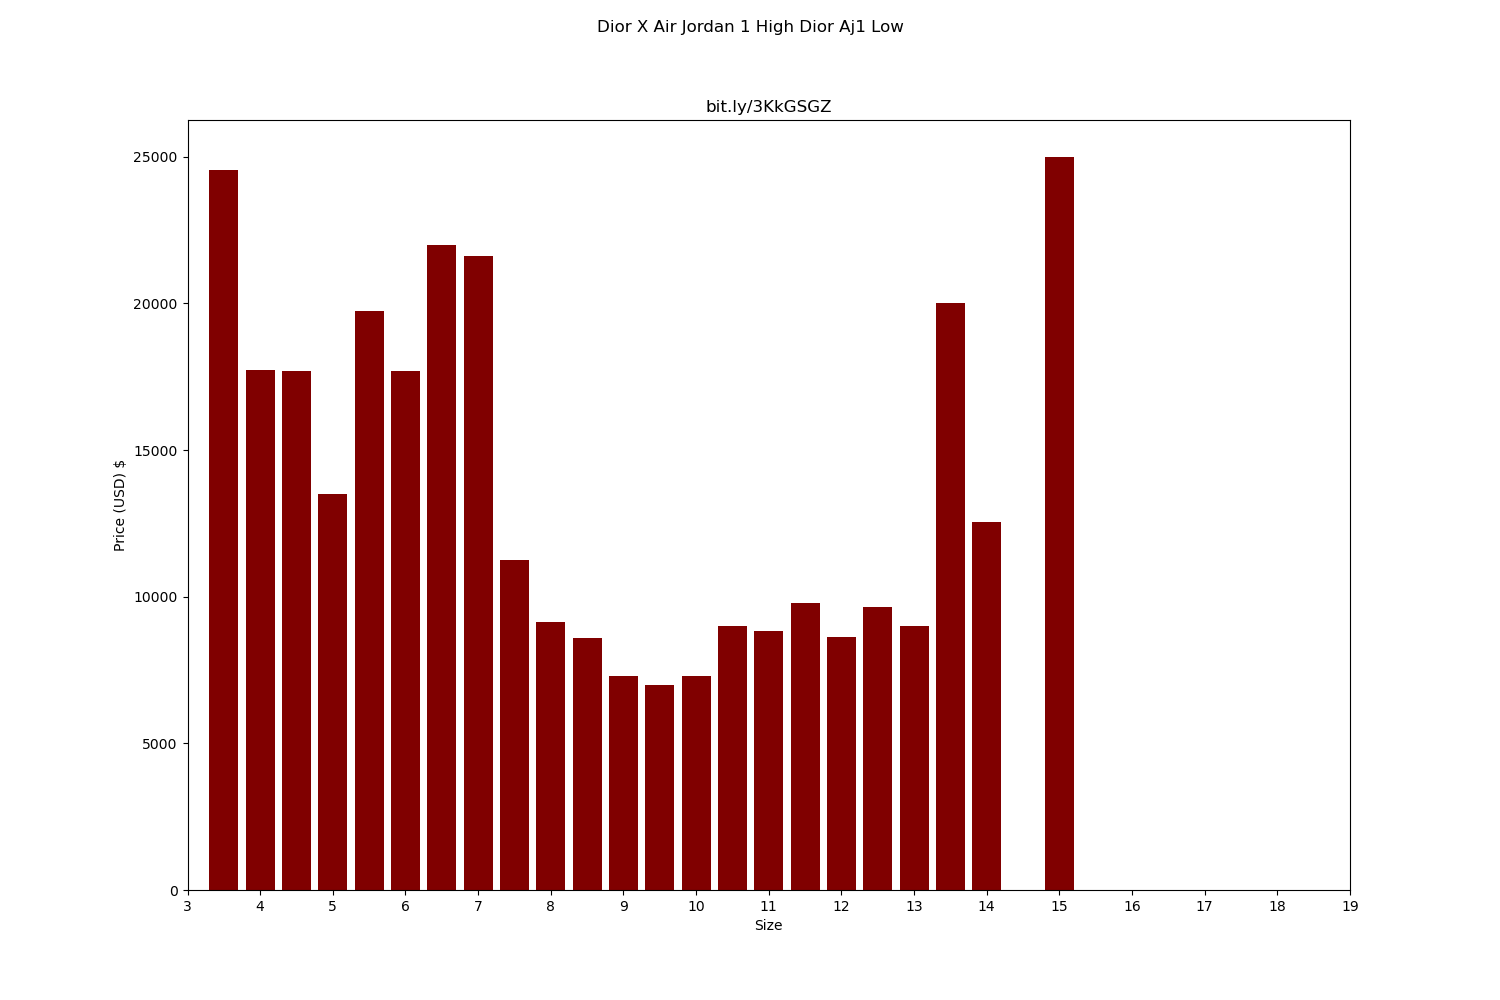 Dior X Air Jordan 1 High Dior Aj1 Low
bit.ly/3KkGSGZ
25000
20000
15000
10000
5000
0
Price (USD) $
3 4 5 6 7 8 9 10 11 12 13 14 15 16 17 18 19
Size